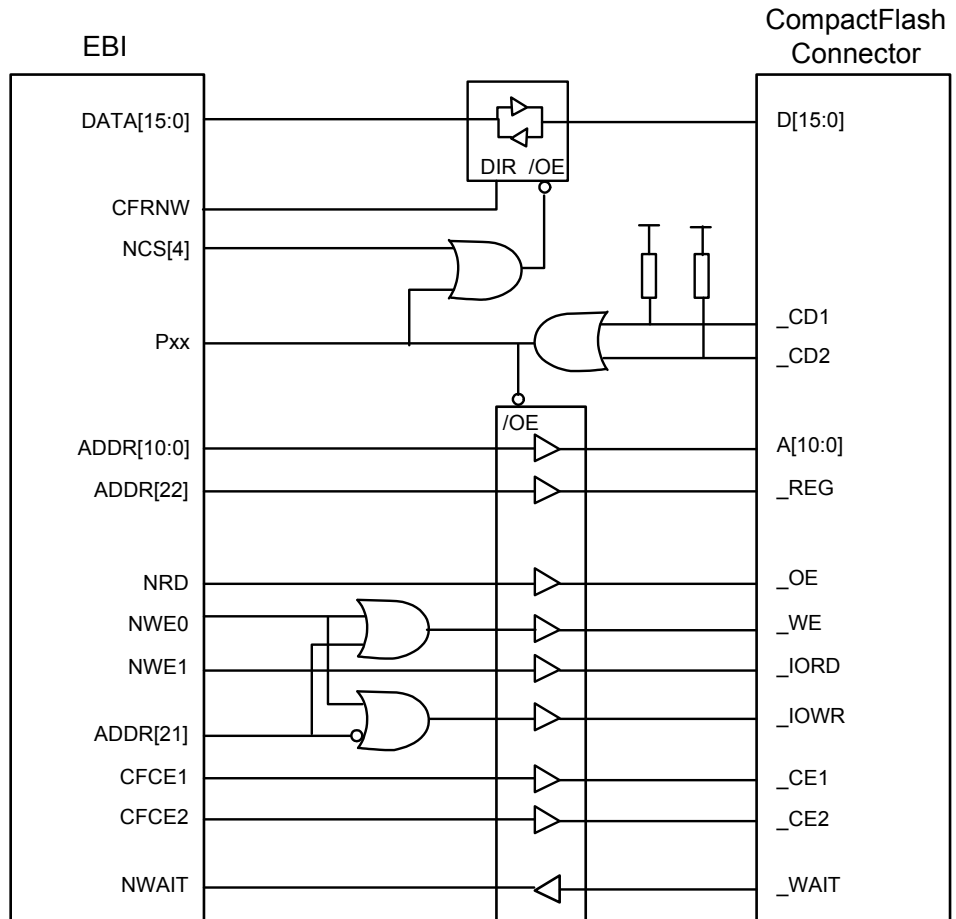 EBI
CompactFlash
Connector
DATA[15:0]
D[15:0]
DIR /OE
CFRNW
NCS[4]
_CD1
Pxx
_CD2
/OE
ADDR[10:0]
A[10:0]
ADDR[22]
_REG
NRD
_OE
NWE0
_WE
NWE1
_IORD
ADDR[21]
_IOWR
CFCE1
_CE1
CFCE2
_CE2
NWAIT
_WAIT